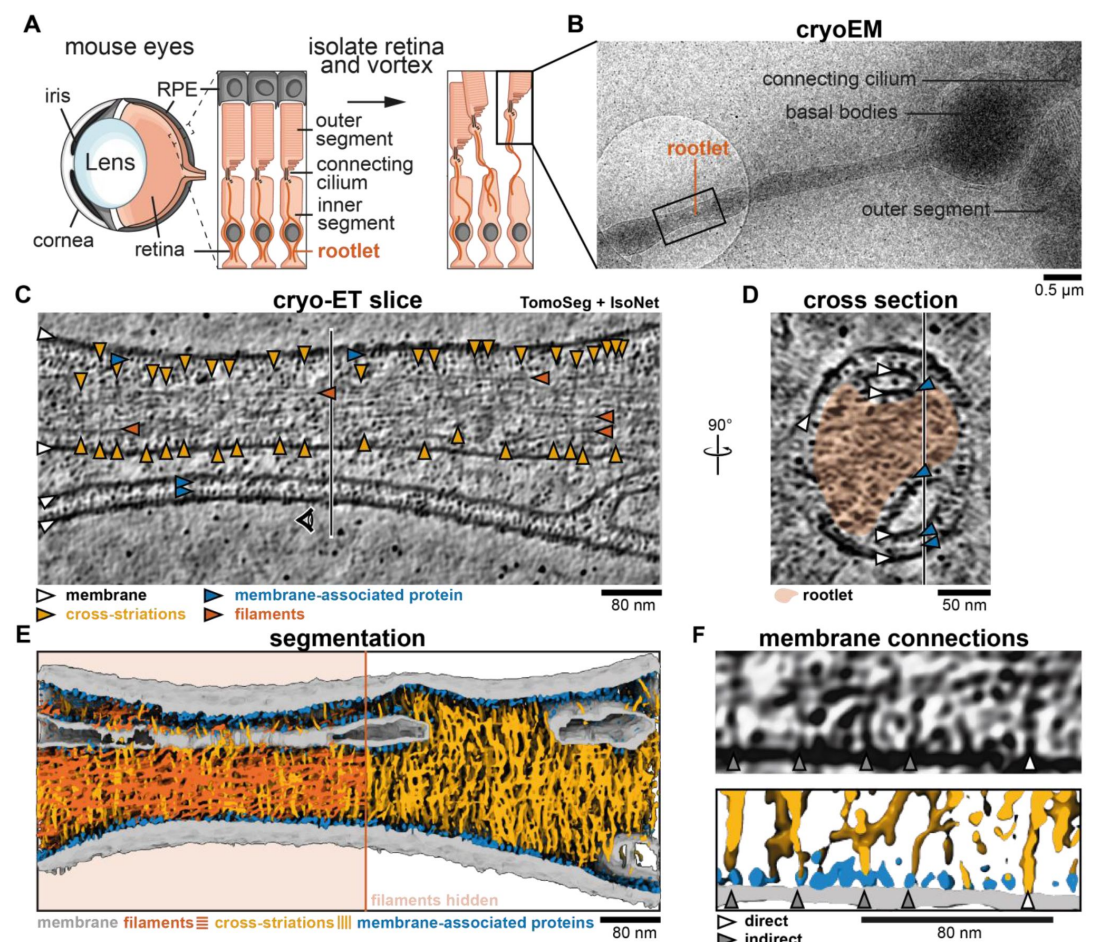 A
mouse eyes
isolate retina
and vortex
iris
RPE
Lens
outer
segment
connecting
cilium
inner
segment
cornea
retina
rootlet
B
cryoEM
connecting cilium
basal bodies
rootlet
outer segment
0.5 µm
C
cryo-ET slice
TomoSeg + IsoNet
membrane
membrane-associated protein
cross-striations
filaments
80 nm
90°
D
cross section
rootlet
50 nm
E
segmentation
filaments hidden
membrane filaments cross-striations membrane-associated proteins
80 nm
F
membrane connections
direct
indirect
80 nm